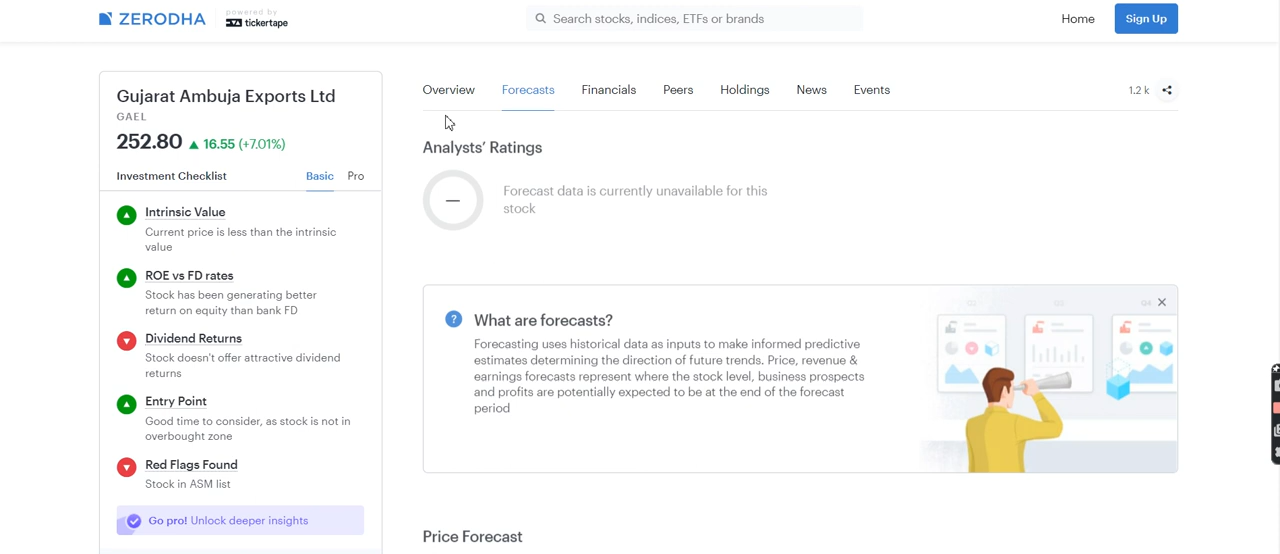 ZERODHA
powered by
tickertape
Search stocks, indices, ETFs or brands
Home
Sign Up
Gujarat Ambuja Exports Ltd
GAEL
252.80 ▲ 16.55 (+7.01%)
Investment Checklist
Basic
Pro
Intrinsic Value
Current price is less than the intrinsic
value
ROE vs FD rates
Stock has been generating better
return on equity than bank FD
Dividend Returns
Stock doesn't offer attractive dividend
returns
Entry Point
Good time to consider, as stock is not in
overbought zone
Red Flags Found
Stock in ASM list
Go pro! Unlock deeper insights
Overview
Forecasts
Financials
Peers
Holdings
News
Events
1.2 k
Analysts' Ratings
—
Forecast data is currently unavailable for this
stock
?
What are forecasts?
Forecasting uses historical data as inputs to make informed predictive
estimates determining the direction of future trends. Price, revenue &
earnings forecasts represent where the stock level, business prospects
and profits are potentially expected to be at the end of the forecast
period
Price Forecast